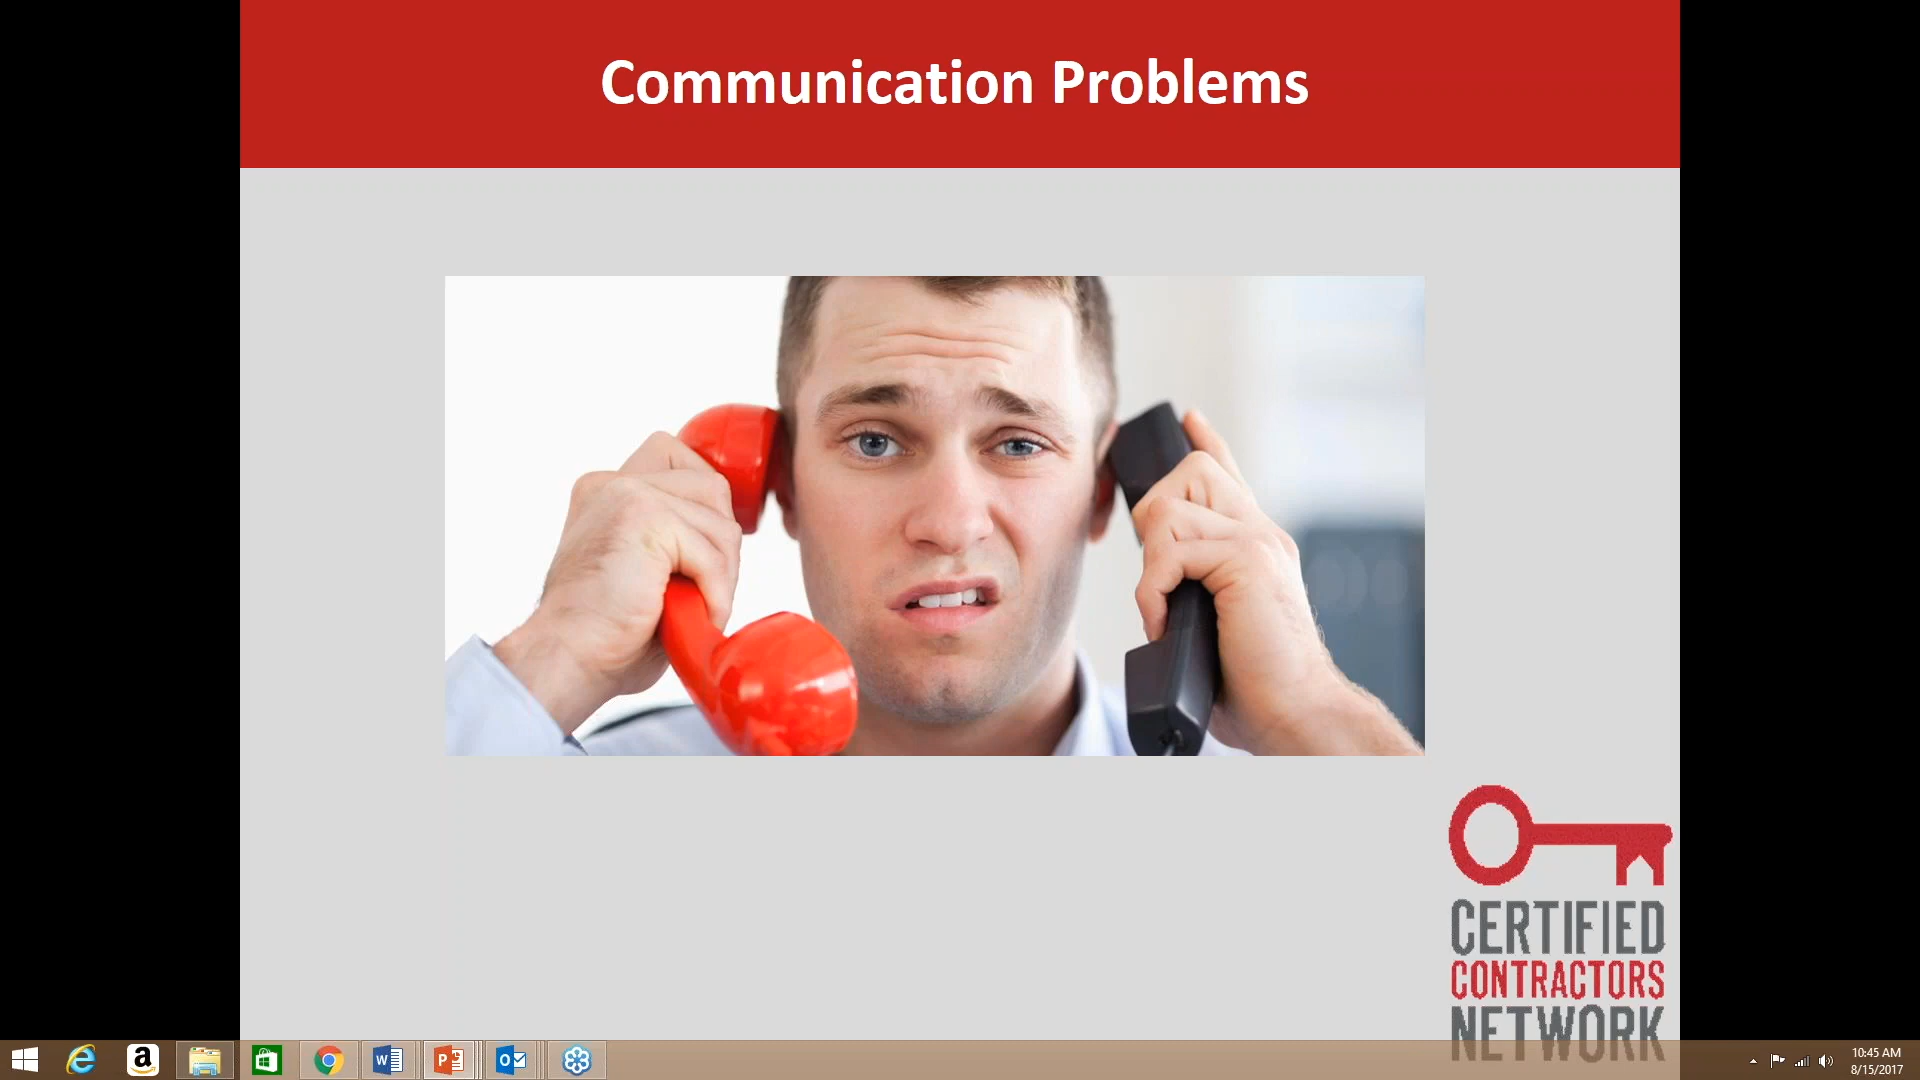 Communication Problems
CERTIFIED
CONTRACTORS
NETWORK
a
W
P
O
10:45 AM
8/15/2017